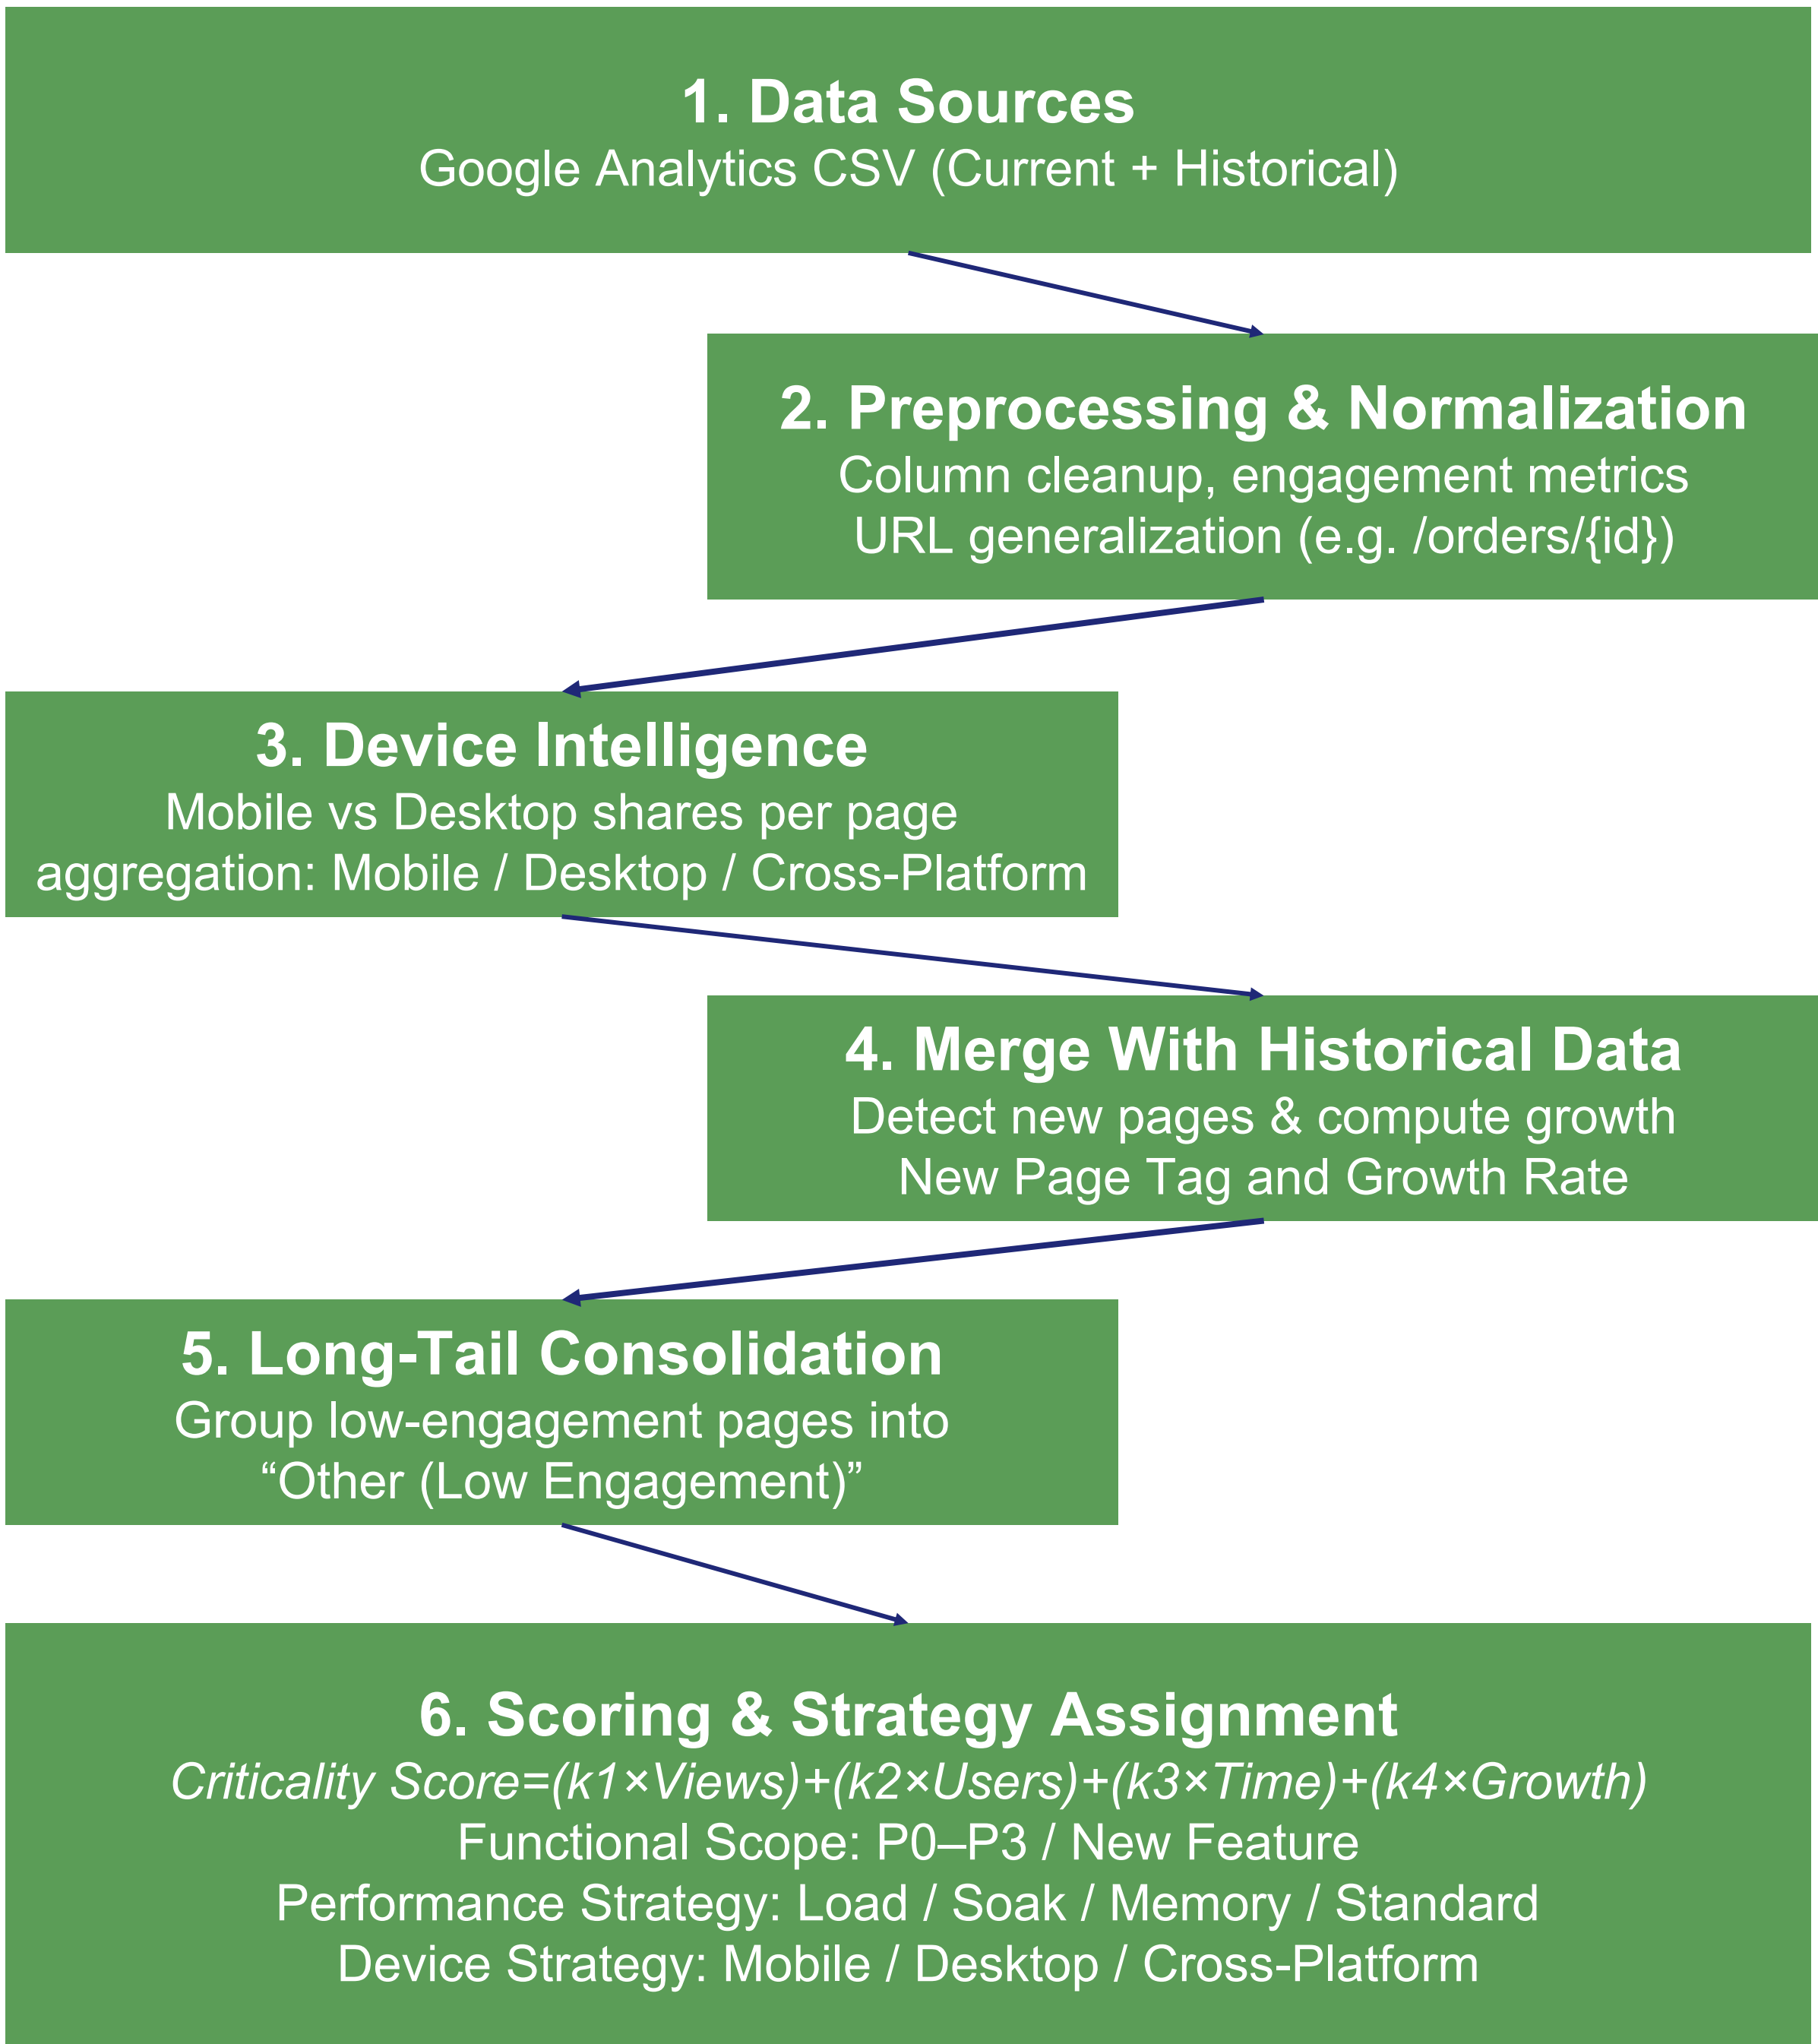 1. Data Sources
Google Analytics CSV (Current + Historical)
2. Preprocessing & Normalization
Column cleanup, engagement metrics
URL generalization (e.g. /orders/{id})
3. Device Intelligence
Mobile vs Desktop shares per page
aggregation: Mobile / Desktop / Cross-Platform
4. Merge With Historical Data
Detect new pages & compute growth
New Page Tag and Growth Rate
5. Long-Tail Consolidation
Group low-engagement pages into
“Other (Low Engagement)”
6. Scoring & Strategy Assignment
Criticality Score=(k1×Views)+(k2×Users)+(k3×Time)+(k4×Growth)
Functional Scope: P0–P3 / New Feature
Performance Strategy: Load / Soak / Memory / Standard
Device Strategy: Mobile / Desktop / Cross-Platform